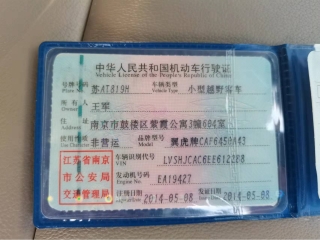 中华人民共和国机动车行驶证
Vehicle License of the People's Republic of China
号牌号码 苏AT819H 车辆类型 小型越野客车
Plate No. Vehicle Type
所有人 王军
Owner
住址 南京市鼓楼区紫霞公寓3幢604室
Address
非营运 品牌型号 翼虎牌CAF6450A43
Model
江苏省南京市公安局交通管理局
车辆识别代号 LVSHJCAC6EE612288
VIN
发动机号码 EA19427
Engine No.
注册日期 2014-05-08 发证日期 2014-05-08